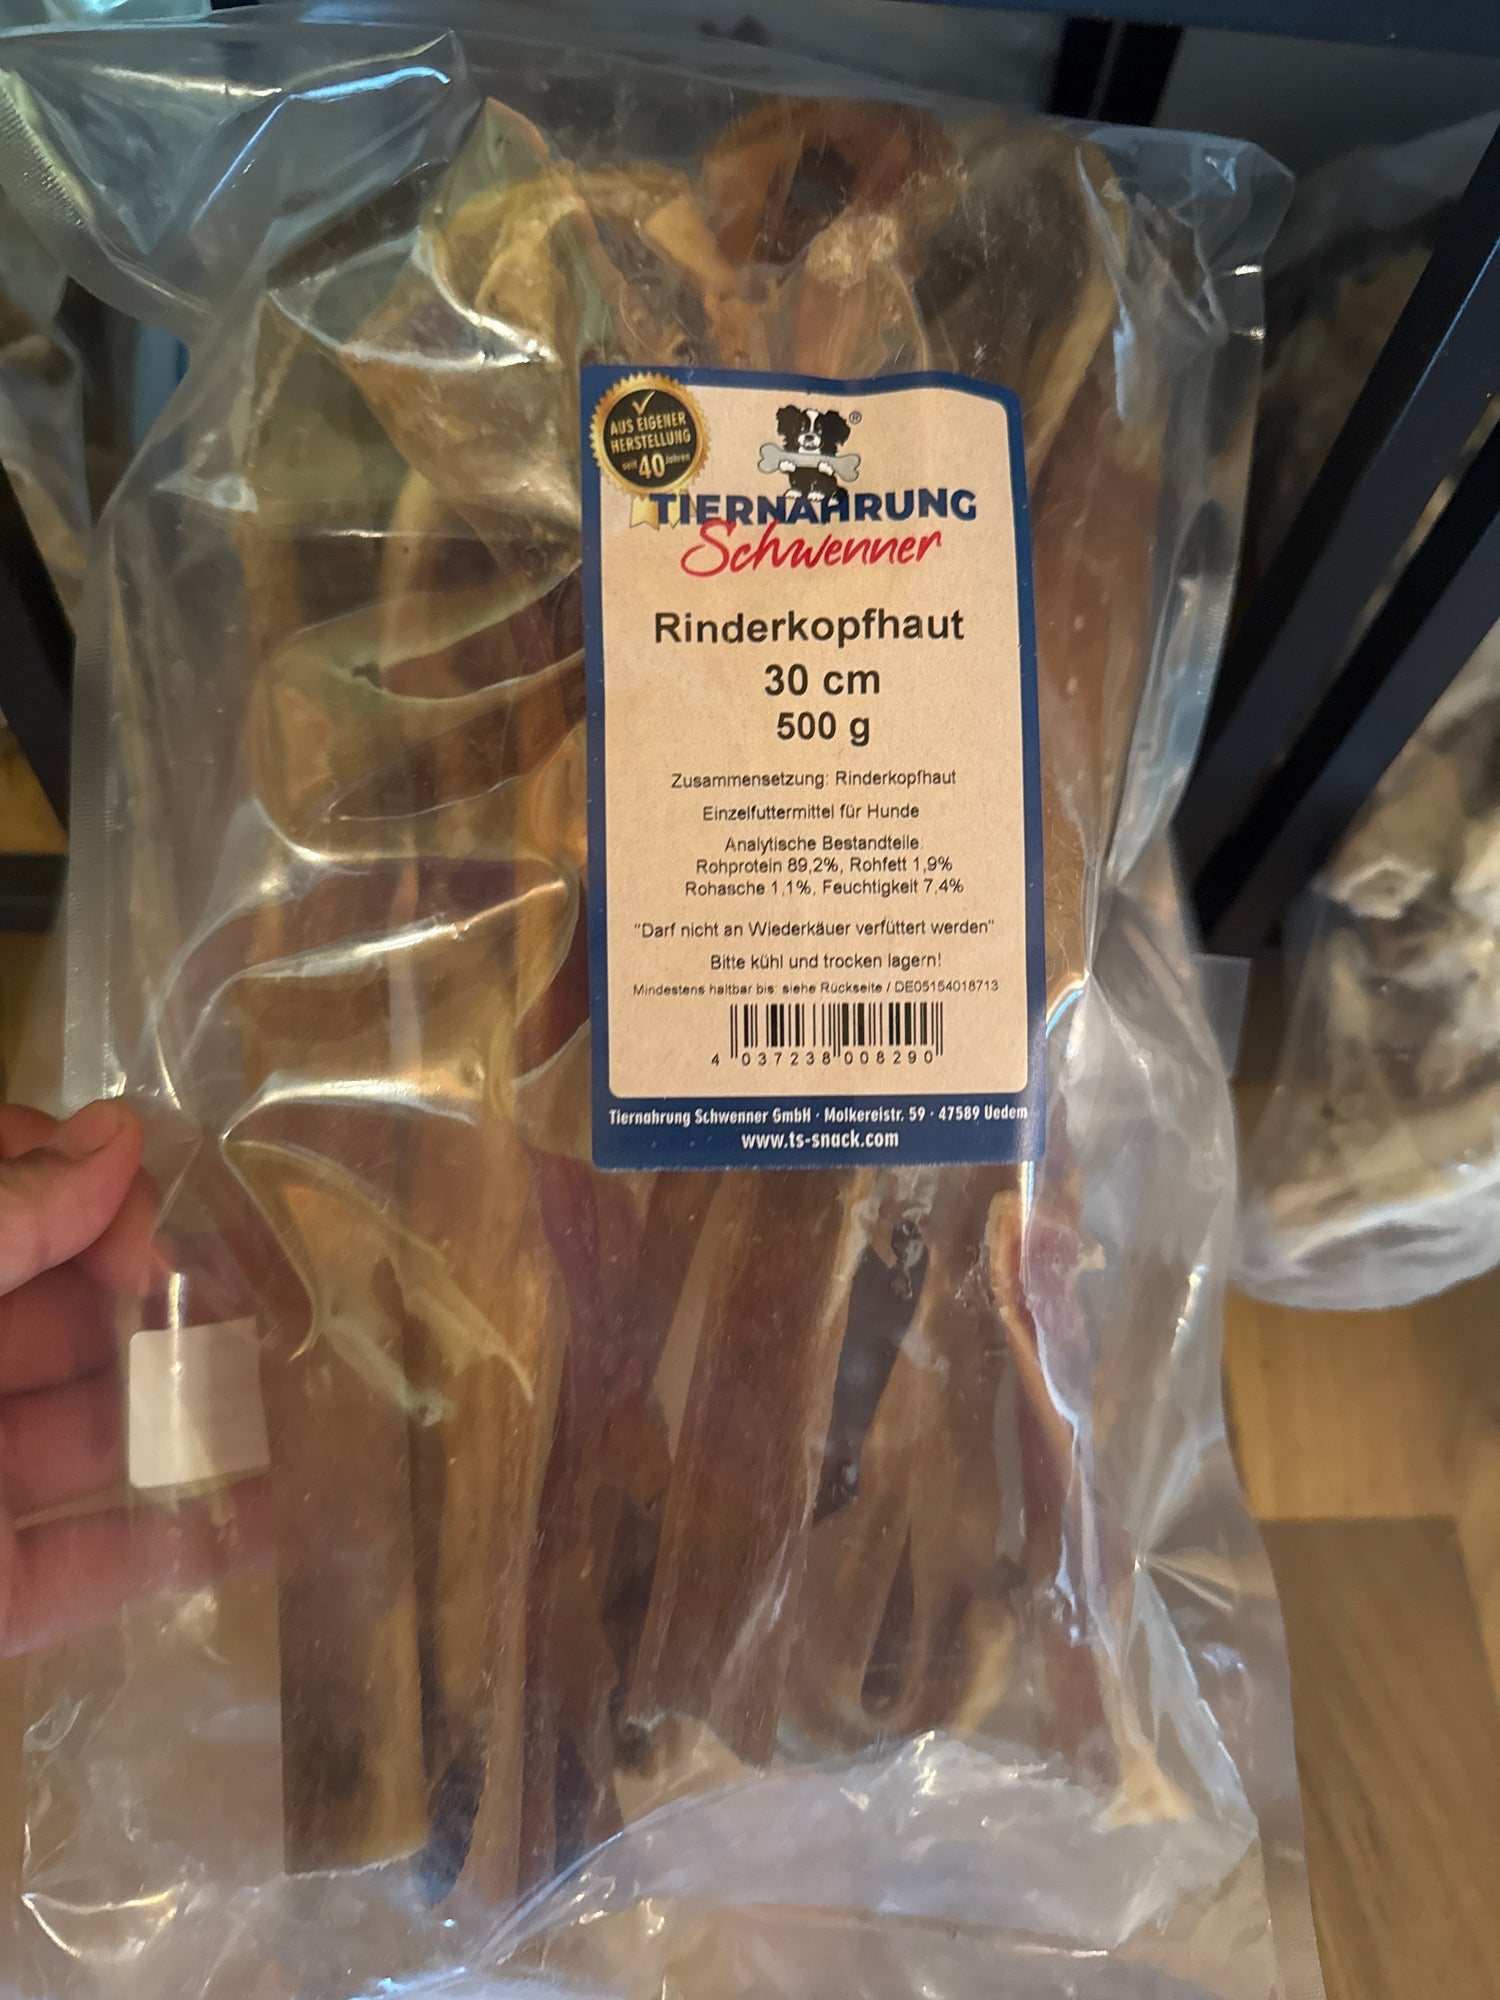 AUS EIGENER
HERSTELLUNG
seit 40 Jahren
®
TIERNAHRUNG
Schwenner
Rinderkopfhaut
30 cm
500 g
Zusammensetzung: Rinderkopfhaut
Einzelfuttermittel für Hunde
Analytische Bestandteile:
Rohprotein 89,2%, Rohfett 1,9%
Rohasche 1,1%, Feuchtigkeit 7,4%
"Darf nicht an Wiederkäuer verfüttert werden"
Bitte kühl und trocken lagern!
Mindestens haltbar bis: siehe Rückseite / DE05154018713
4 037238 008290
Tiernahrung Schwenner GmbH · Molkereistr. 59 · 47589 Uedem
www.ts-snack.com